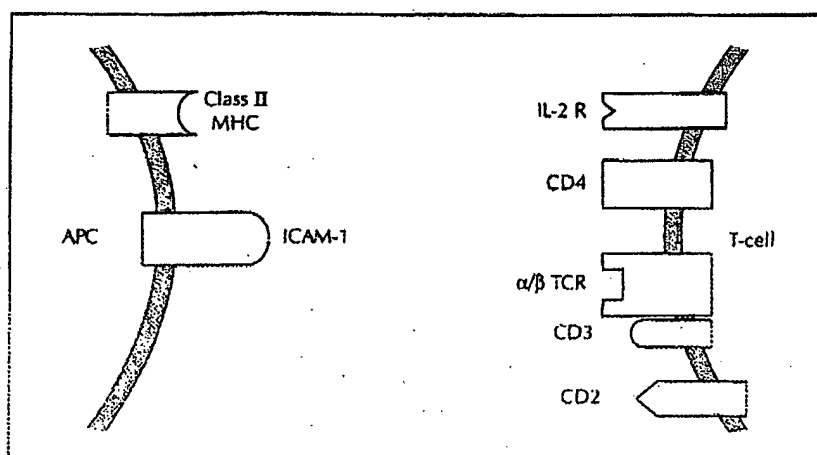 Class II
MHC
APC
ICAM-1
IL-2 R
CD4
T-cell
α/β TCR
CD3
CD2